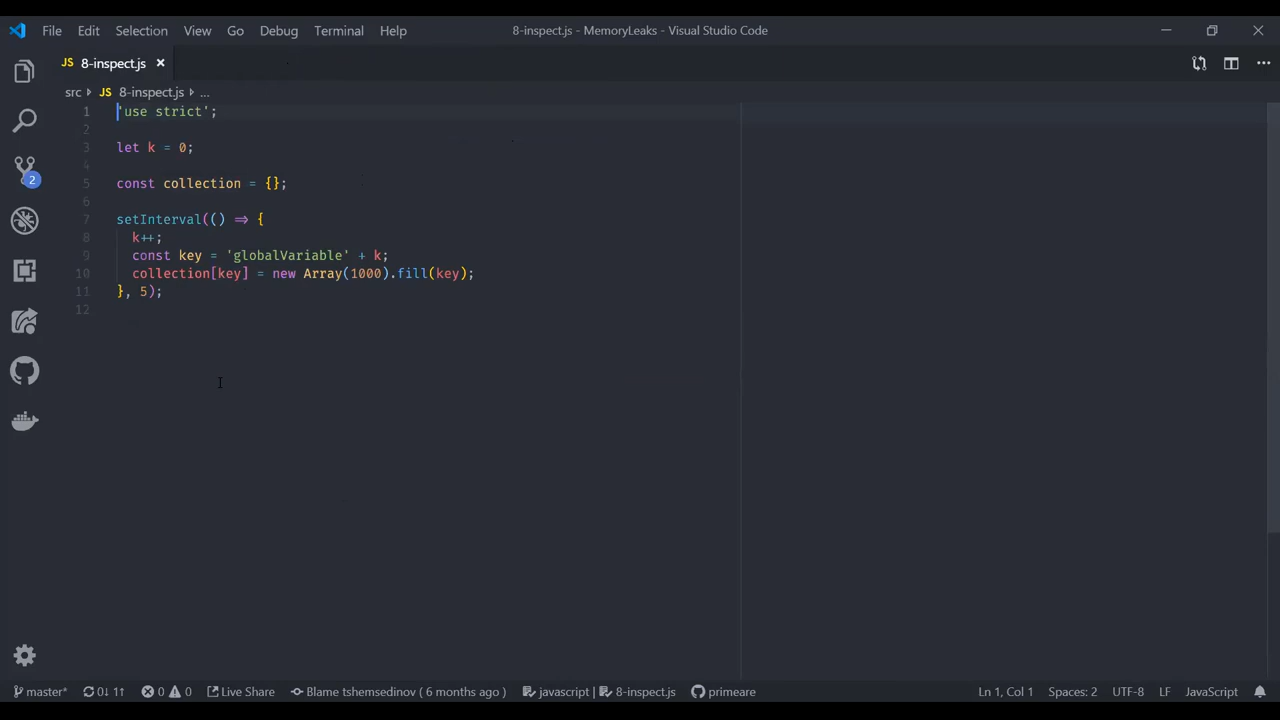 File Edit Selection View Go Debug Terminal Help 8-inspect.js - MemoryLeaks - Visual Studio Code
JS 8-inspect.js
src JS 8-inspect.js ...
1 'use strict';
2
3 let k = 0;
4
5 const collection = {};
6
7 setInterval(() => {
8 k++;
9 const key = 'globalVariable' + k;
10 collection[key] = new Array(1000).fill(key);
11 }, 5);
12
2
master* 0↓ 1↑ 0 0 Live Share Blame tshemsedinov ( 6 months ago ) javascript | 8-inspect.js primeare Ln 1, Col 1 Spaces: 2 UTF-8 LF JavaScript